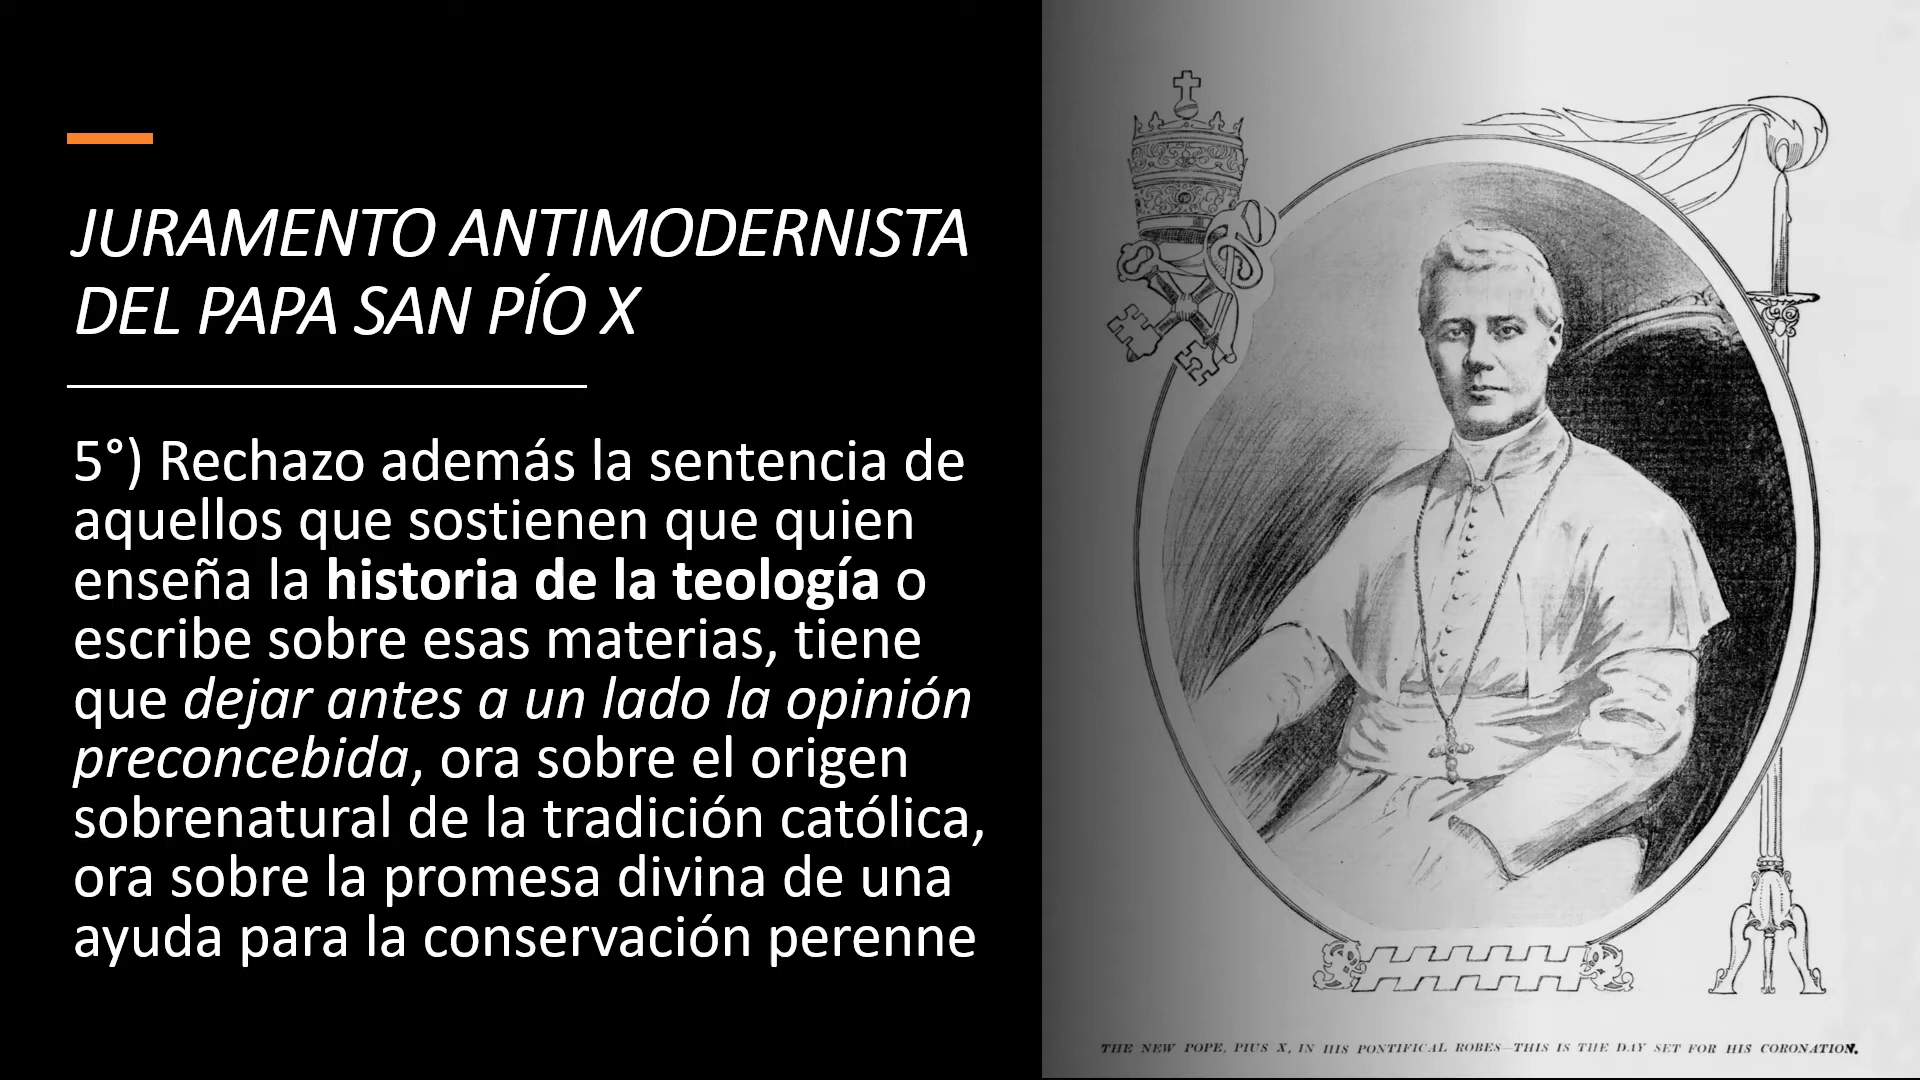 JURAMENTO ANTIMODERNISTA
DEL PAPA SAN PÍO X
5°) Rechazo además la sentencia de
aquellos que sostienen que quien
enseña la historia de la teología o
escribe sobre esas materias, tiene
que dejar antes a un lado la opinión
preconcebida, ora sobre el origen
sobrenatural de la tradición católica,
ora sobre la promesa divina de una
ayuda para la conservación perenne
THE NEW POPE, PIUS X, IN HIS PONTIFICAL ROBES—THIS IS THE DAY SET FOR HIS CORONATION.